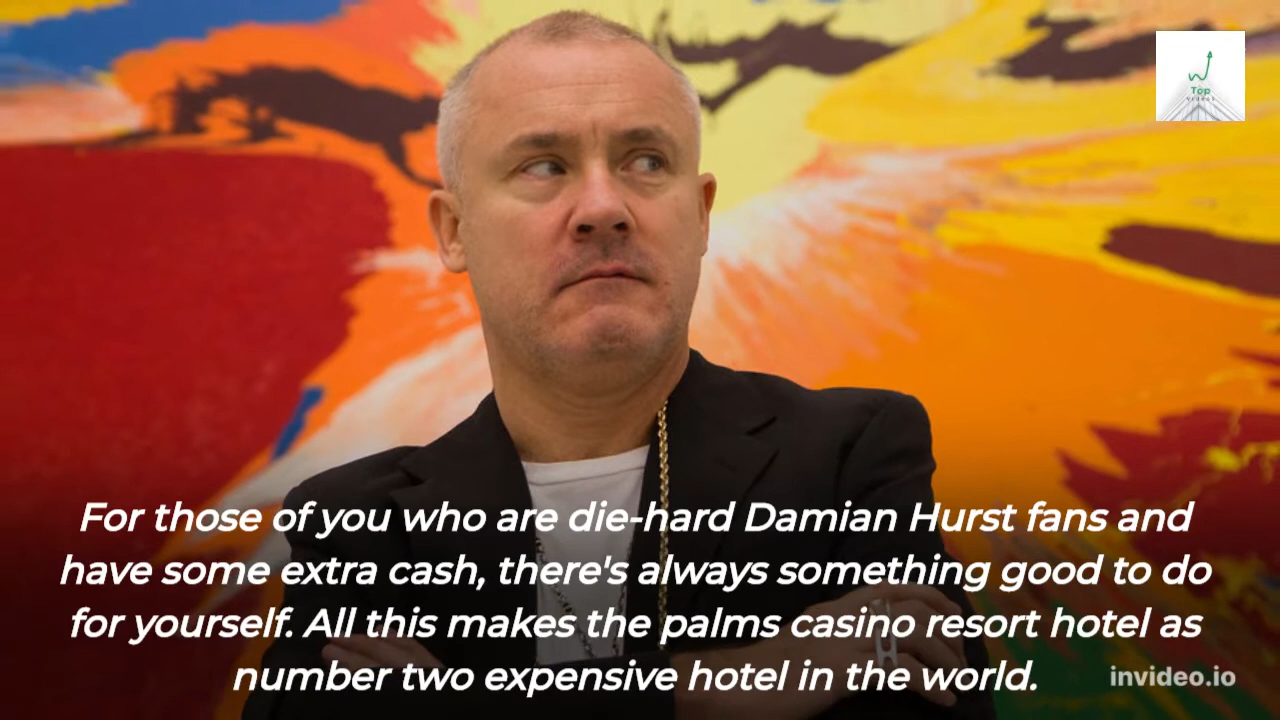 Top
Videos
For those of you who are die-hard Damian Hurst fans and
have some extra cash, there's always something good to do
for yourself. All this makes the palms casino resort hotel as
number two expensive hotel in the world.
invideo.io